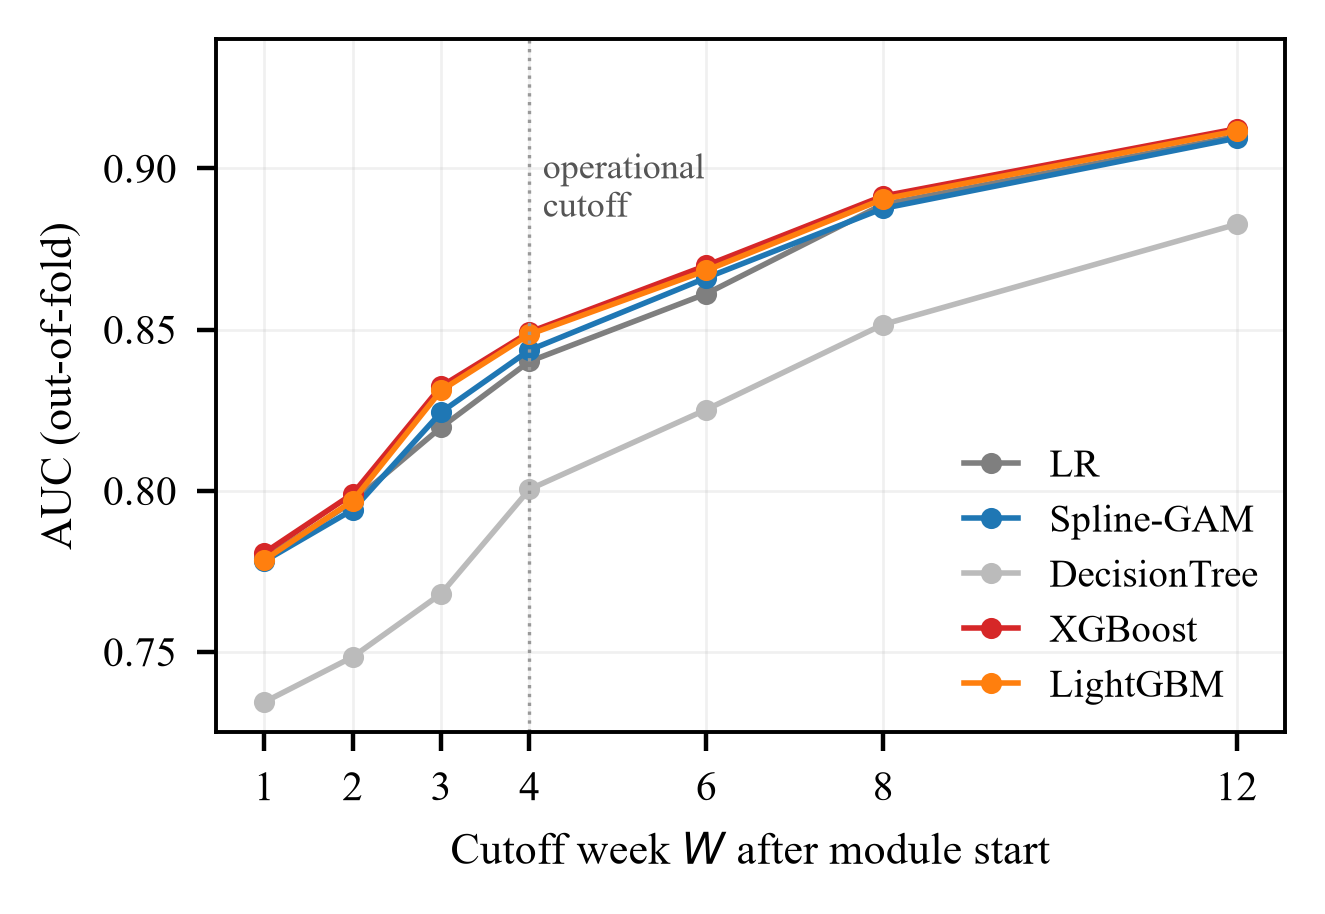 AUC (out-of-fold)
0.90
0.85
0.80
0.75
operational
cutoff
LR
Spline-GAM
DecisionTree
XGBoost
LightGBM
1 2 3 4 6 8 12
Cutoff week W after module start